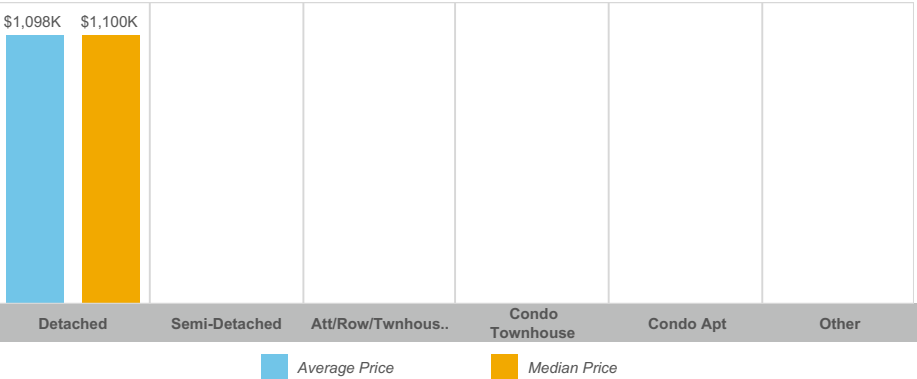 $1,098K $1,100K
Detached Semi-Detached Att/Row/Twnhous.. Condo Townhouse Condo Apt Other
Average Price Median Price